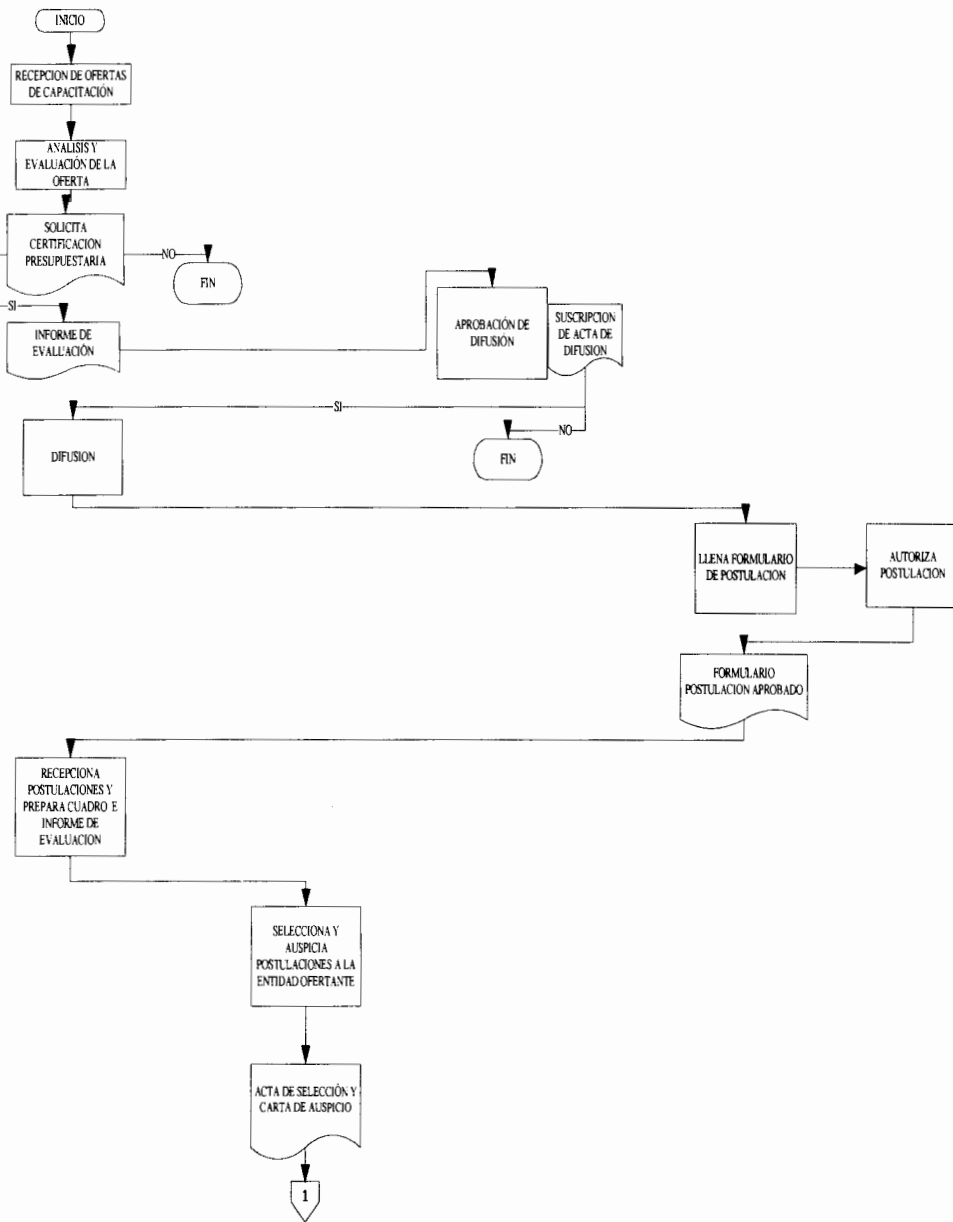 INICIO
RECEPCION DE OFERTAS
DE CAPACITACIÓN
ANALISIS Y
EVALUACIÓN DE LA
OFERTA
SOLICITA
CERTIFICACION
PRESUPUESTARIA
NO
FIN
SI
INFORME DE
EVALUACIÓN
APROBACIÓN DE
DIFUSIÓN
SUSCRIPCION
DE ACTA DE
DIFUSION
SI
NO
FIN
DIFUSION
LLENA FORMULARIO
DE POSTULACION
AUTORIZA
POSTULACION
FORMULARIO
POSTULACION APROBADO
RECEPCIONA
POSTULACIONES Y
PREPARA CUADRO E
INFORME DE
EVALUACION
SELECCIONA Y
AUSPICIA
POSTULACIONES A LA
ENTIDAD OFERTANTE
ACTA DE SELECCIÓN Y
CARTA DE AUSPICIO
1